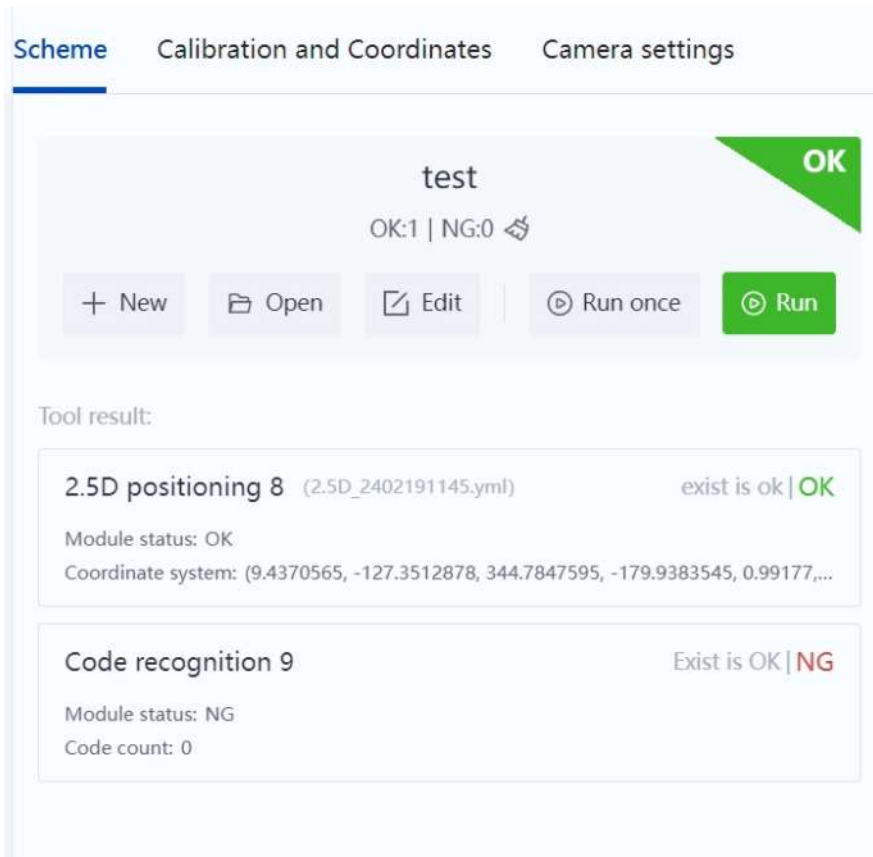 Scheme Calibration and Coordinates Camera settings
OK
test
OK:1 | NG:0
New Open Edit Run once Run
Tool result:
2.5D positioning 8 (2.5D_2402191145.yml) exist is ok | OK
Module status: OK
Coordinate system: (9.4370565, -127.3512878, 344.7847595, -179.9383545, 0.99177,...
Code recognition 9 Exist is OK | NG
Module status: NG
Code count: 0